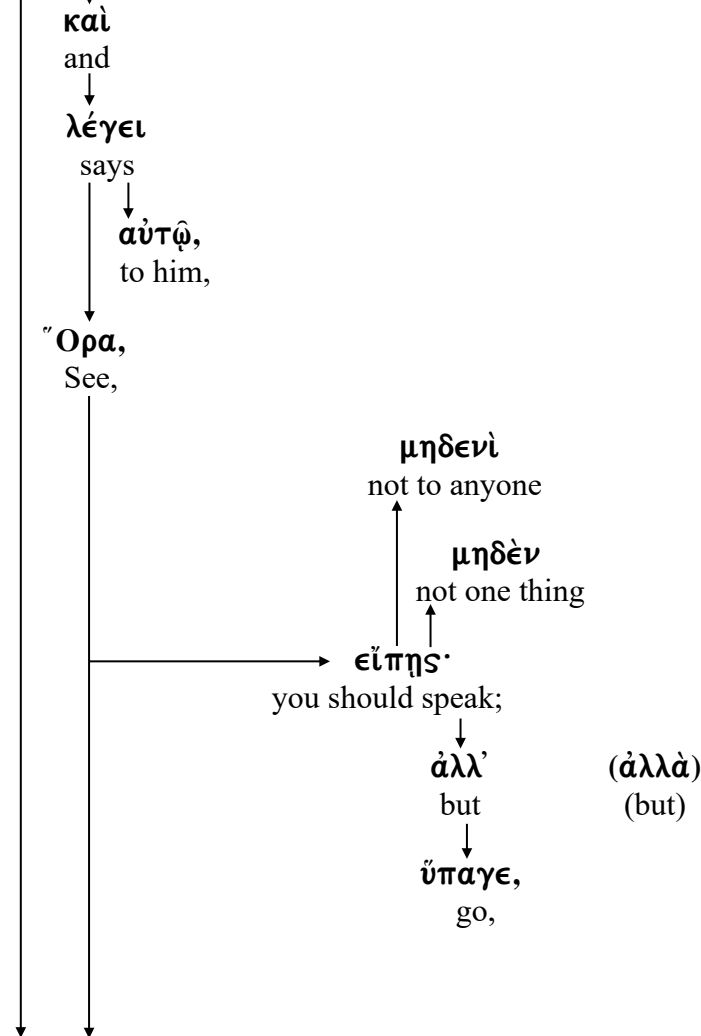 καὶ
and
λέγει
says
αὐτῷ,
to him,
Ὅρα,
See,
μηδενὶ
not to anyone
μηδὲν
not one thing
εἴπῃς·
you should speak;
ἀλλ’ (ἀλλὰ)
but (but)
ὕπαγε,
go,